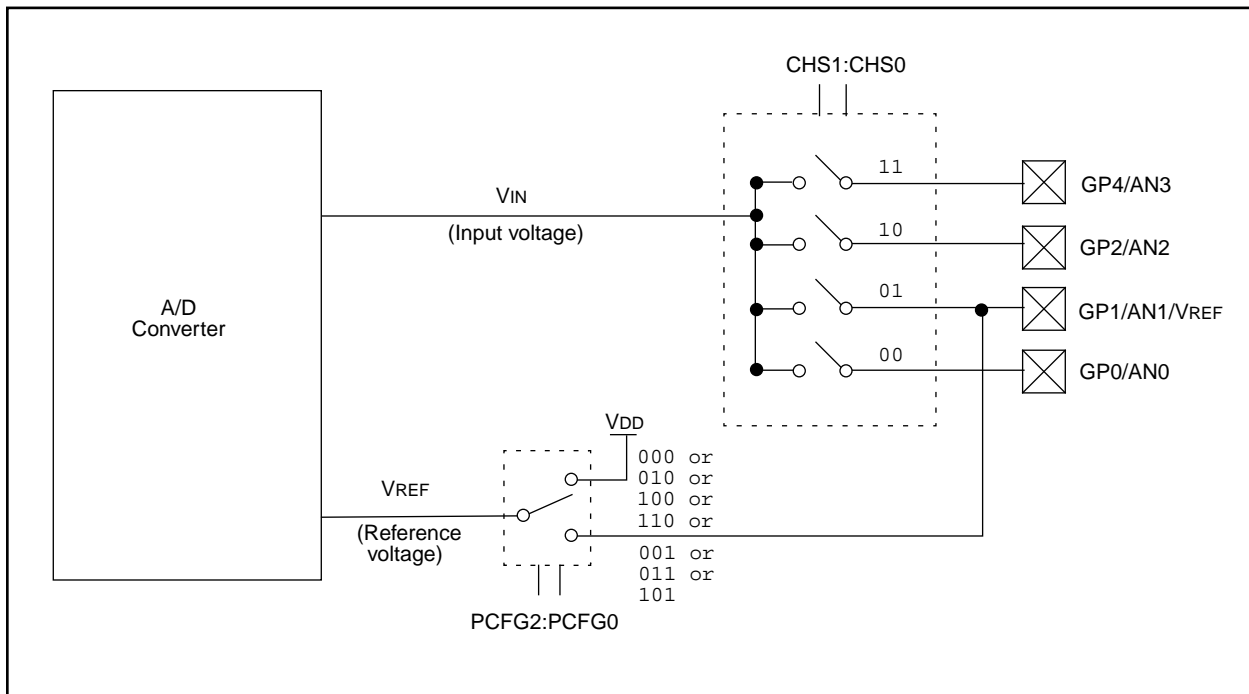 CHS1:CHS0
11
GP4/AN3
VIN
(Input voltage)
10
GP2/AN2
A/D
Converter
01
GP1/AN1/VREF
00
GP0/AN0
VDD
000 or
010 or
100 or
110 or
VREF
(Reference
voltage)
001 or
011 or
101
PCFG2:PCFG0